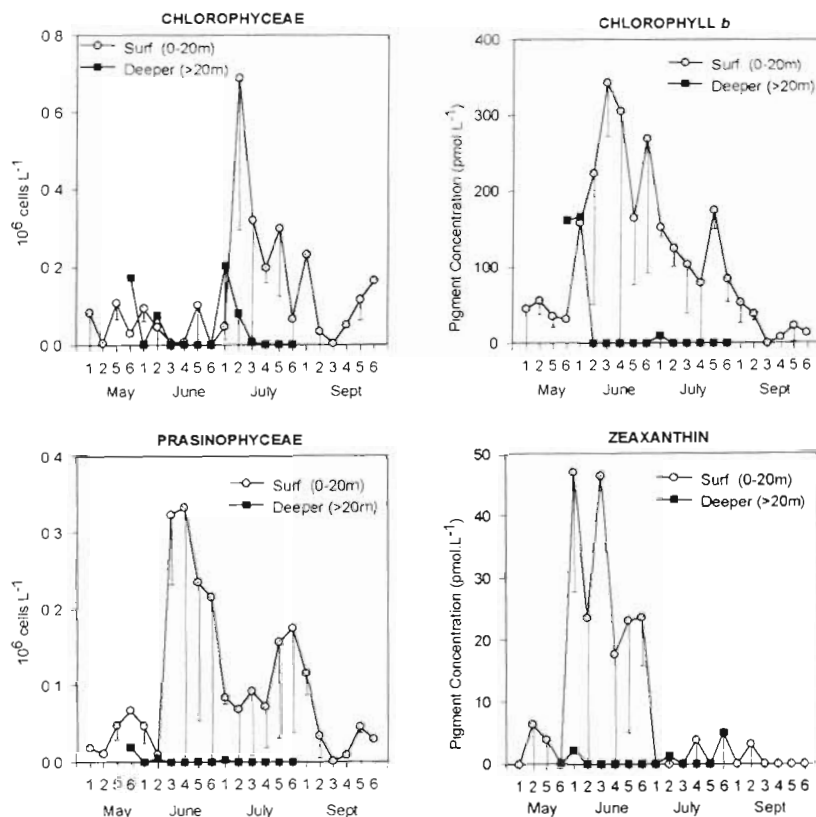 CHLOROPHYCEAE
0 8
0.6
0 4
0.2
0 0
10⁶ cells L⁻¹
Surf (0-20m)
Deeper (>20m)
1 2 5 6 1 2 3 4 5 6 1 2 3 4 5 6 1 2 3 4 5 6
May June July Sept
CHLOROPHYLL b
400
300
200
100
0
Pigment Concentration (pmol L⁻¹)
Surf (0-20m)
Deeper (>20m)
1 2 5 6 1 2 3 4 5 6 1 2 3 4 5 6 1 2 3 4 5 6
May June July Sept
PRASINOPHYCEAE
0 4
0 3
0.2
0.1
0.0
10⁶ cells L⁻¹
Surf (0-20m)
Deeper (>20m)
1 2 5 6 1 2 3 4 5 6 1 2 3 4 5 6 1 2 3 4 5 6
May June July Sept
ZEAXANTHIN
50
40
30
20
10
0
Pigment Concentration (pmol.L⁻¹)
Surf (0-20m)
Deeper (>20m)
1 2 5 6 1 2 3 4 5 6 1 2 3 4 5 6 1 2 3 4 5 6
May June July Sept